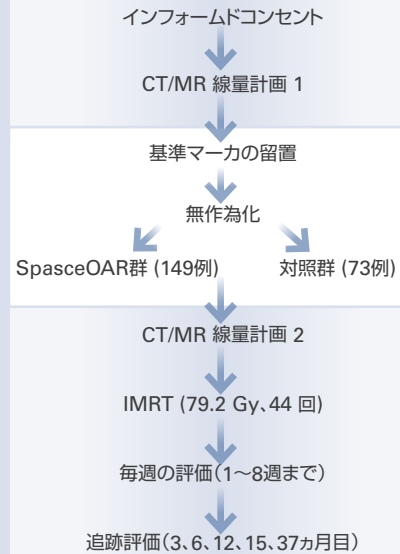 インフォームドコンセント
CT/MR 線量計画 1
基準マーカの留置
無作為化
SpasceOAR群 (149例) 対照群 (73例)
CT/MR 線量計画 2
IMRT (79.2 Gy、44 回)
毎週の評価(1〜8週まで)
追跡評価(3、6、12、15、37ヵ月目)